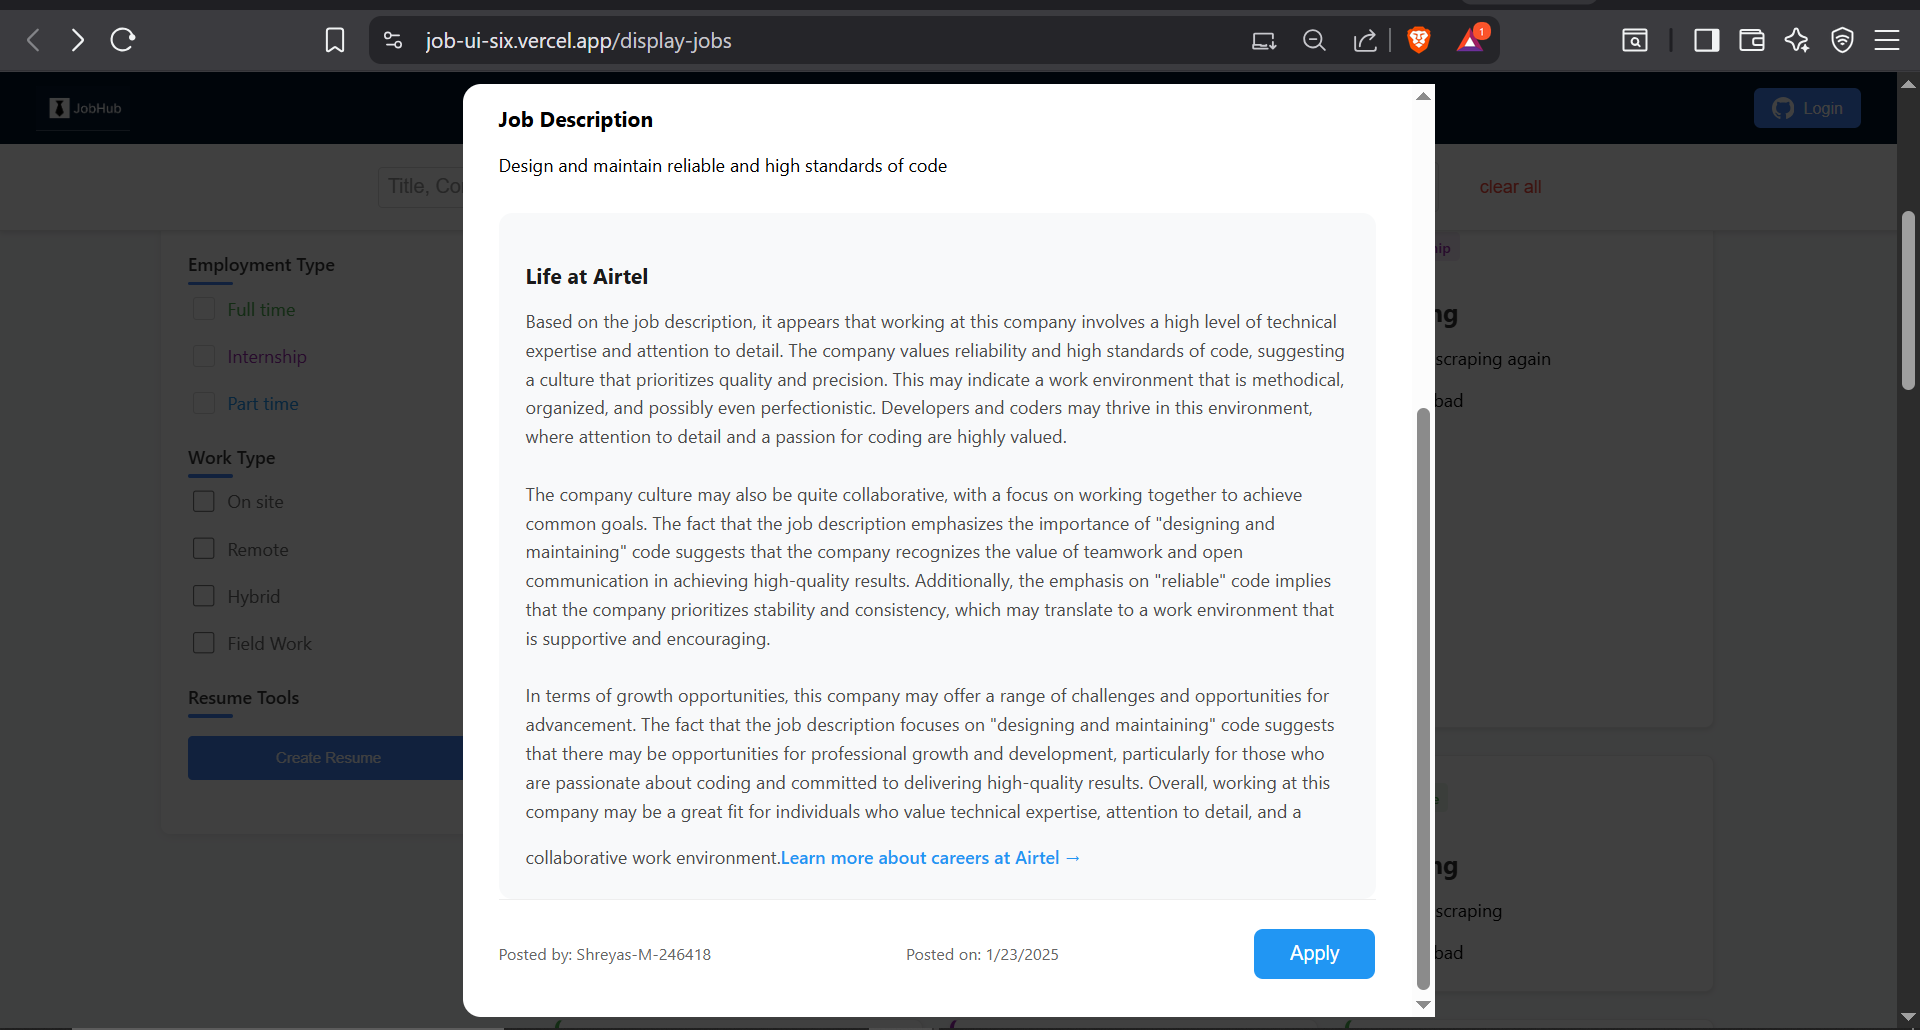 job-ui-six.vercel.app/display-jobs
1
JobHub
Login
Title, Co
clear all
Employment Type
Full time
Internship
Part time
Work Type
On site
Remote
Hybrid
Field Work
Resume Tools
Create Resume
Job Description
Design and maintain reliable and high standards of code
Life at Airtel
Based on the job description, it appears that working at this company involves a high level of technical
expertise and attention to detail. The company values reliability and high standards of code, suggesting
a culture that prioritizes quality and precision. This may indicate a work environment that is methodical,
organized, and possibly even perfectionistic. Developers and coders may thrive in this environment,
where attention to detail and a passion for coding are highly valued.
The company culture may also be quite collaborative, with a focus on working together to achieve
common goals. The fact that the job description emphasizes the importance of "designing and
maintaining" code suggests that the company recognizes the value of teamwork and open
communication in achieving high-quality results. Additionally, the emphasis on "reliable" code implies
that the company prioritizes stability and consistency, which may translate to a work environment that
is supportive and encouraging.
In terms of growth opportunities, this company may offer a range of challenges and opportunities for
advancement. The fact that the job description focuses on "designing and maintaining" code suggests
that there may be opportunities for professional growth and development, particularly for those who
are passionate about coding and committed to delivering high-quality results. Overall, working at this
company may be a great fit for individuals who value technical expertise, attention to detail, and a
collaborative work environment.Learn more about careers at Airtel →
Posted by: Shreyas-M-246418
Posted on: 1/23/2025
Apply
ip
ng
scraping again
bad
e
ng
scraping
bad